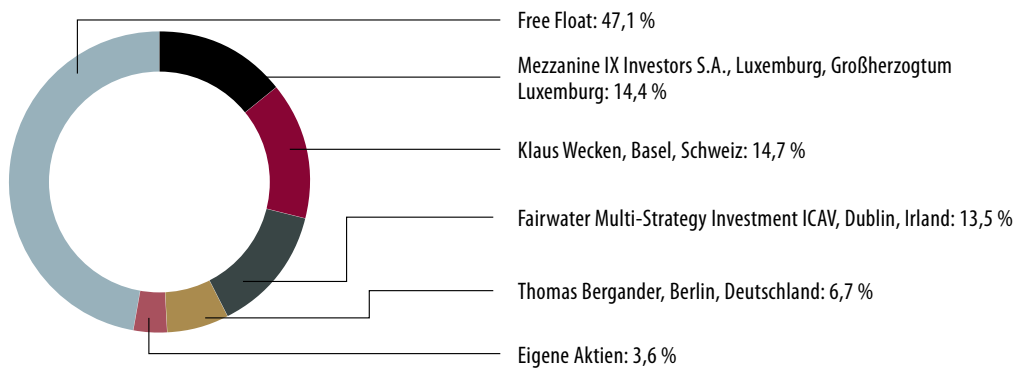 Free Float: 47,1 %
Mezzanine IX Investors S.A., Luxemburg, Großherzogtum
Luxemburg: 14,4 %
Klaus Wecken, Basel, Schweiz: 14,7 %
Fairwater Multi-Strategy Investment ICAV, Dublin, Irland: 13,5 %
Thomas Bergander, Berlin, Deutschland: 6,7 %
Eigene Aktien: 3,6 %